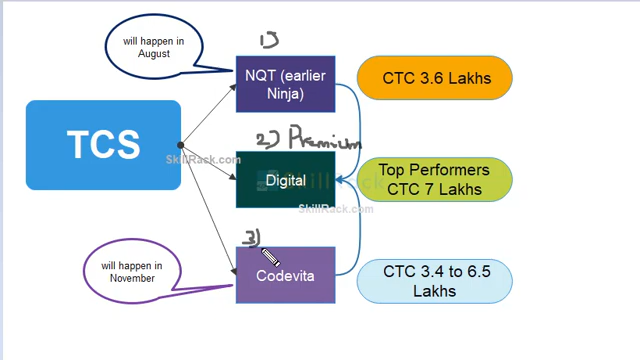 will happen in
August
1)
NQT (earlier
Ninja)
CTC 3.6 Lakhs
TCS
SkillRack.com
2) Premium
Digital
Top Performers
CTC 7 Lakhs
SkillRack
SkillRack.com
3)
will happen in
November
Codevita
CTC 3.4 to 6.5
Lakhs